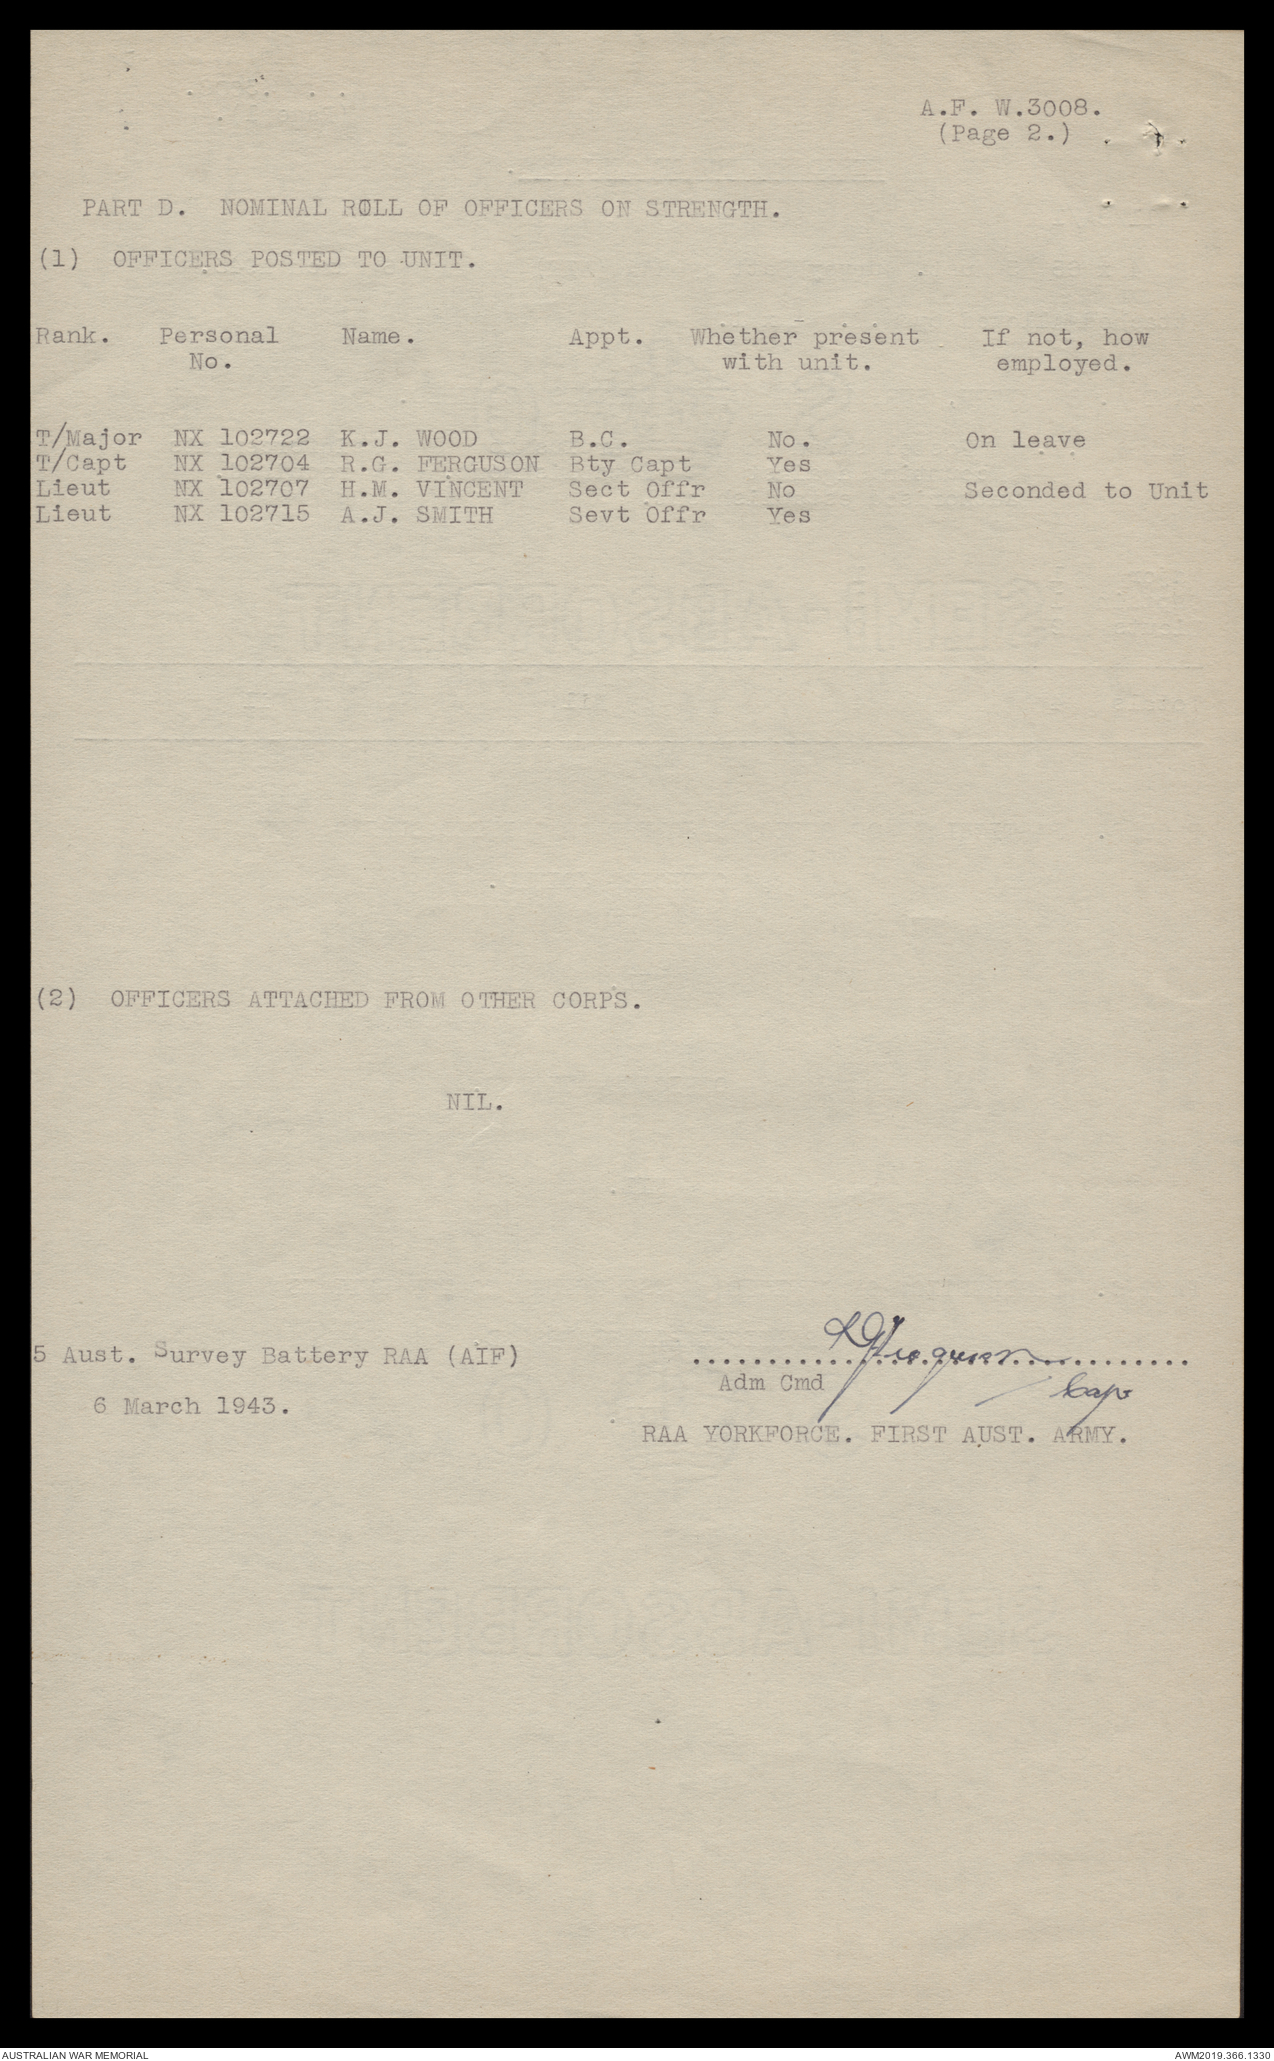 A.F. W.3008.
(Page 2.)
PART D. NOMINAL ROLL OF OFFICERS ON STRENGTH.
(1) OFFICERS POSTED TO UNIT.
Rank. Personal Name. Appt. Whether present If not, how
No. with unit. employed.
T/Major NX 102722 K.J. WOOD B.C. No. On leave
T/Capt NX 102704 R.G. FERGUSON Bty Capt Yes
Lieut NX 102707 H.M. VINCENT Sect Offr No Seconded to Unit
Lieut NX 102715 A.J. SMITH Sevt Offr Yes
(2) OFFICERS ATTACHED FROM OTHER CORPS.
NIL.
5 Aust. Survey Battery RAA (AIF)
RGFerguson
Adm Cmd Cap
6 March 1943.
RAA YORKFORCE. FIRST AUST. ARMY.
AUSTRALIAN WAR MEMORIAL AWM2019.366.1330